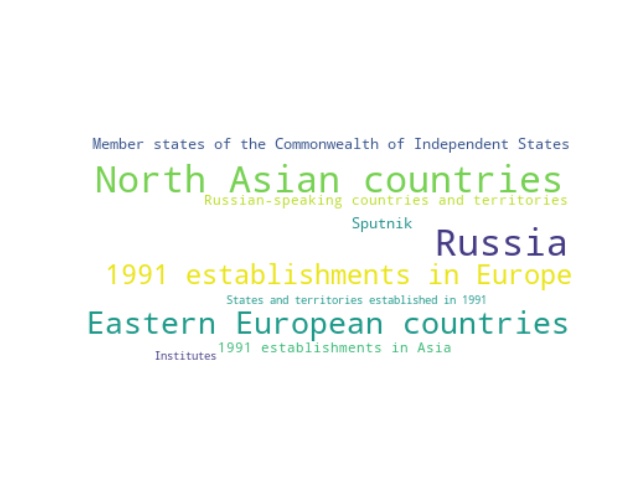 Member states of the Commonwealth of Independent States
North Asian countries
Russian-speaking countries and territories
Sputnik
Russia
1991 establishments in Europe
States and territories established in 1991
Eastern European countries
1991 establishments in Asia
Institutes